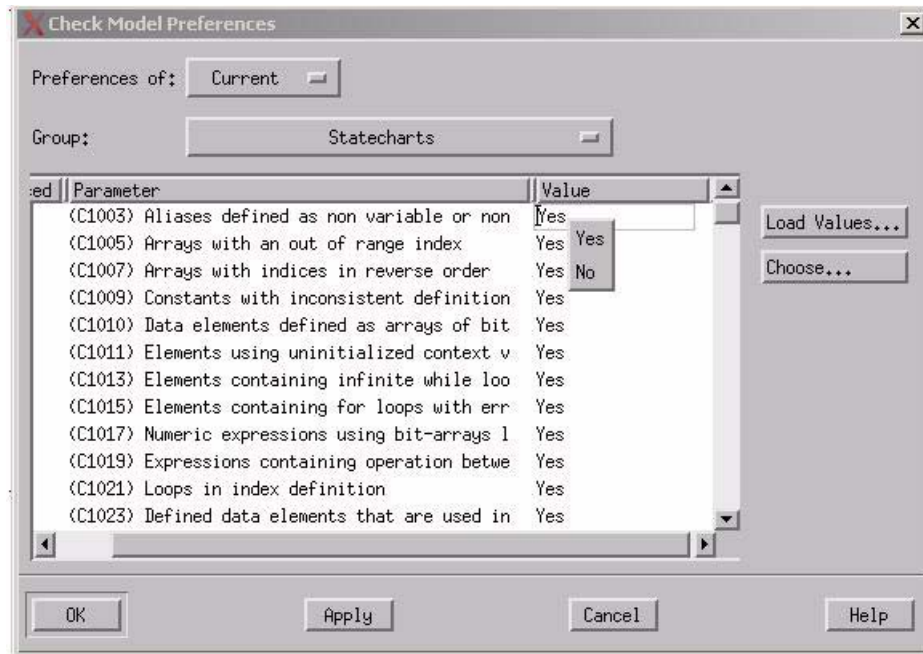 Check Model Preferences
Preferences of: Current
Group: Statecharts
ed Parameter Value
(C1003) Aliases defined as non variable or non Yes
(C1005) Arrays with an out of range index Yes
(C1007) Arrays with indices in reverse order Yes
(C1009) Constants with inconsistent definition Yes
(C1010) Data elements defined as arrays of bit Yes
(C1011) Elements using uninitialized context v Yes
(C1013) Elements containing infinite while loo Yes
(C1015) Elements containing for loops with err Yes
(C1017) Numeric expressions using bit-arrays l Yes
(C1019) Expressions containing operation betwe Yes
(C1021) Loops in index definition Yes
(C1023) Defined data elements that are used in Yes
Yes
No
Load Values...
Choose...
OK Apply Cancel Help